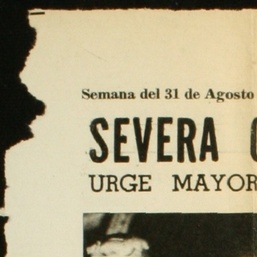 Semana del 31 de Agosto
SEVERA
URGE MAYOR